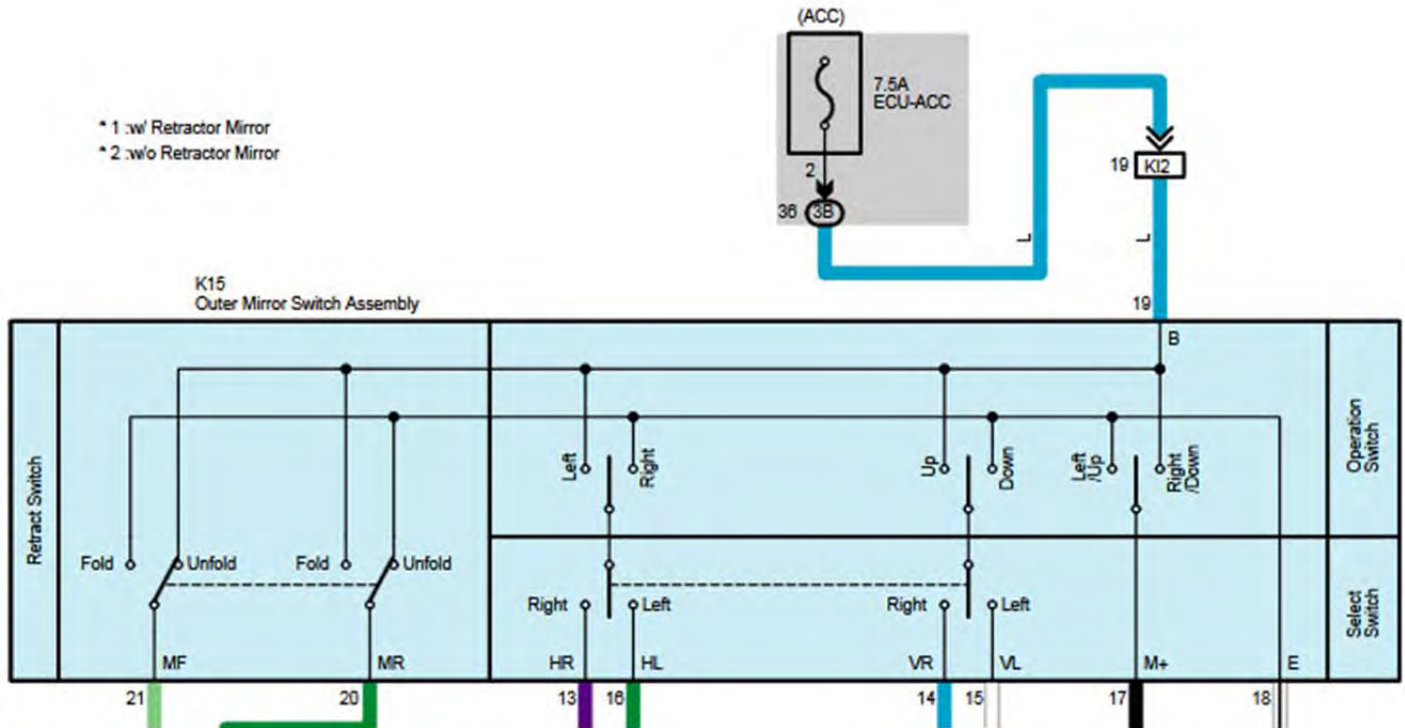 (ACC)
7.5A
ECU-ACC
* 1 :w/ Retractor Mirror
* 2 :w/o Retractor Mirror
2
19 KI2
36 3B
L L
K15
Outer Mirror Switch Assembly
19
B
Retract Switch
Left Right
Up Down
Left
/Up
Right
/Down
Operation
Switch
Fold Unfold Fold Unfold
Right Left Right Left
Select
Switch
MF MR HR HL VR VL M+ E
21 20 13 16 14 15 17 18